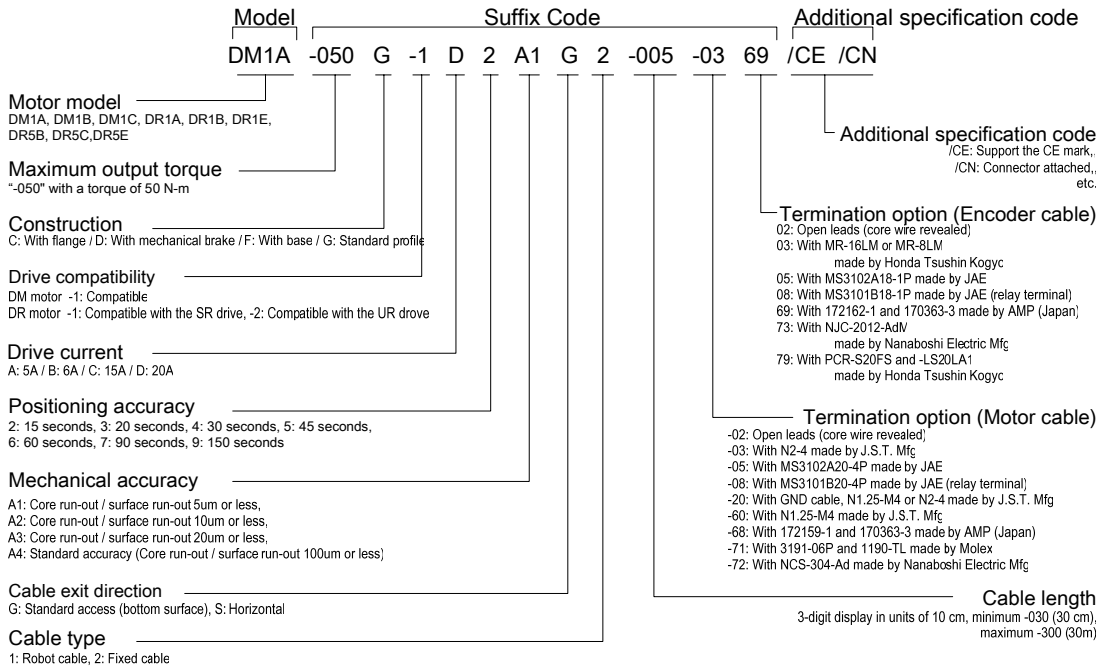 Model Suffix Code Additional specification code
DM1A -050 G -1 D 2 A1 G 2 -005 -03 69 /CE /CN
Motor model
DM1A, DM1B, DM1C, DR1A, DR1B, DR1E,
DR5B, DR5C,DR5E
Maximum output torque
"-050" with a torque of 50 N-m
Construction
C: With flange / D: With mechanical brake / F: With base / G: Standard profile
Drive compatibility
DM motor -1: Compatible
DR motor -1: Compatible with the SR drive, -2: Compatible with the UR drove
Drive current
A: 5A / B: 6A / C: 15A / D: 20A
Positioning accuracy
2: 15 seconds, 3: 20 seconds, 4: 30 seconds, 5: 45 seconds,
6: 60 seconds, 7: 90 seconds, 9: 150 seconds
Mechanical accuracy
A1: Core run-out / surface run-out 5um or less,
A2: Core run-out / surface run-out 10um or less,
A3: Core run-out / surface run-out 20um or less,
A4: Standard accuracy (Core run-out / surface run-out 100um or less)
Cable exit direction
G: Standard access (bottom surface), S: Horizontal
Cable type
1: Robot cable, 2: Fixed cable
Additional specification code
/CE: Support the CE mark,,
/CN: Connector attached,,
etc.
Termination option (Encoder cable)
02: Open leads (core wire revealed)
03: With MR-16LM or MR-8LM
made by Honda Tsushin Kogyo
05: With MS3102A18-1P made by JAE
08: With MS3101B18-1P made by JAE (relay terminal)
69: With 172162-1 and 170363-3 made by AMP (Japan)
73: With NJC-2012-AdM
made by Nanaboshi Electric Mfg
79: With PCR-S20FS and -LS20LA1
made by Honda Tsushin Kogyo
Termination option (Motor cable)
-02: Open leads (core wire revealed)
-03: With N2-4 made by J.S.T. Mfg
-05: With MS3102A20-4P made by JAE
-08: With MS3101B20-4P made by JAE (relay terminal)
-20: With GND cable, N1.25-M4 or N2-4 made by J.S.T. Mfg
-60: With N1.25-M4 made by J.S.T. Mfg
-68: With 172159-1 and 170363-3 made by AMP (Japan)
-71: With 3191-06P and 1190-TL made by Molex
-72: With NCS-304-Ad made by Nanaboshi Electric Mfg
Cable length
3-digit display in units of 10 cm, minimum -030 (30 cm),
maximum -300 (30m)